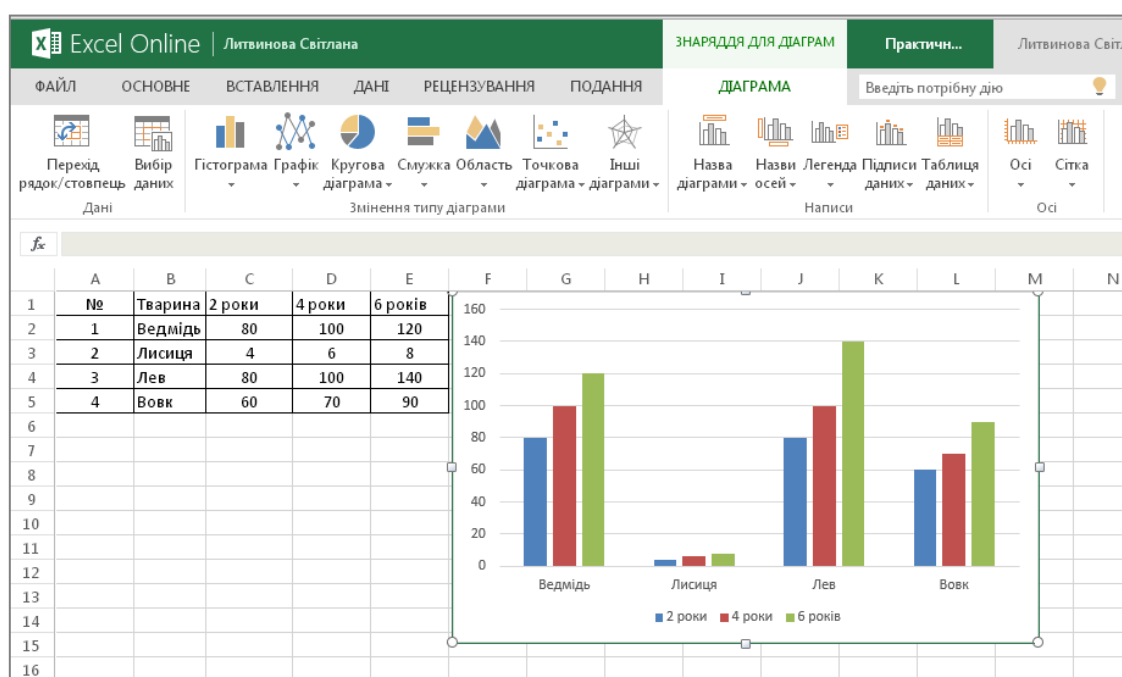 Excel Online | Литвинова Світлана
ЗНАРЯДДЯ ДЛЯ ДІАГРАМ
Практичн...
Литвинова Світ
ФАЙЛ ОСНОВНЕ ВСТАВЛЕННЯ ДАНІ РЕЦЕНЗУВАННЯ ПОДАННЯ ДІАГРАМА Введіть потрібну дію
Перехід рядок/стовпець
Вибір даних
Гістограма
Графік
Кругова діаграма
Смужка
Область
Точкова діаграма
Інші діаграми
Назва діаграми
Назви осей
Легенда
Підписи даних
Таблиця даних
Осі
Сітка
Дані
Змінення типу діаграми
Написи
Осі
fx
A B C D E F G H I J K L M N
1 № Тварина 2 роки 4 роки 6 років
2 1 Ведмідь 80 100 120
3 2 Лисиця 4 6 8
4 3 Лев 80 100 140
5 4 Вовк 60 70 90
6
7
8
9
10
11
12
13
14
15
16
160
140
120
100
80
60
40
20
0
Ведмідь Лисиця Лев Вовк
2 роки 4 роки 6 років